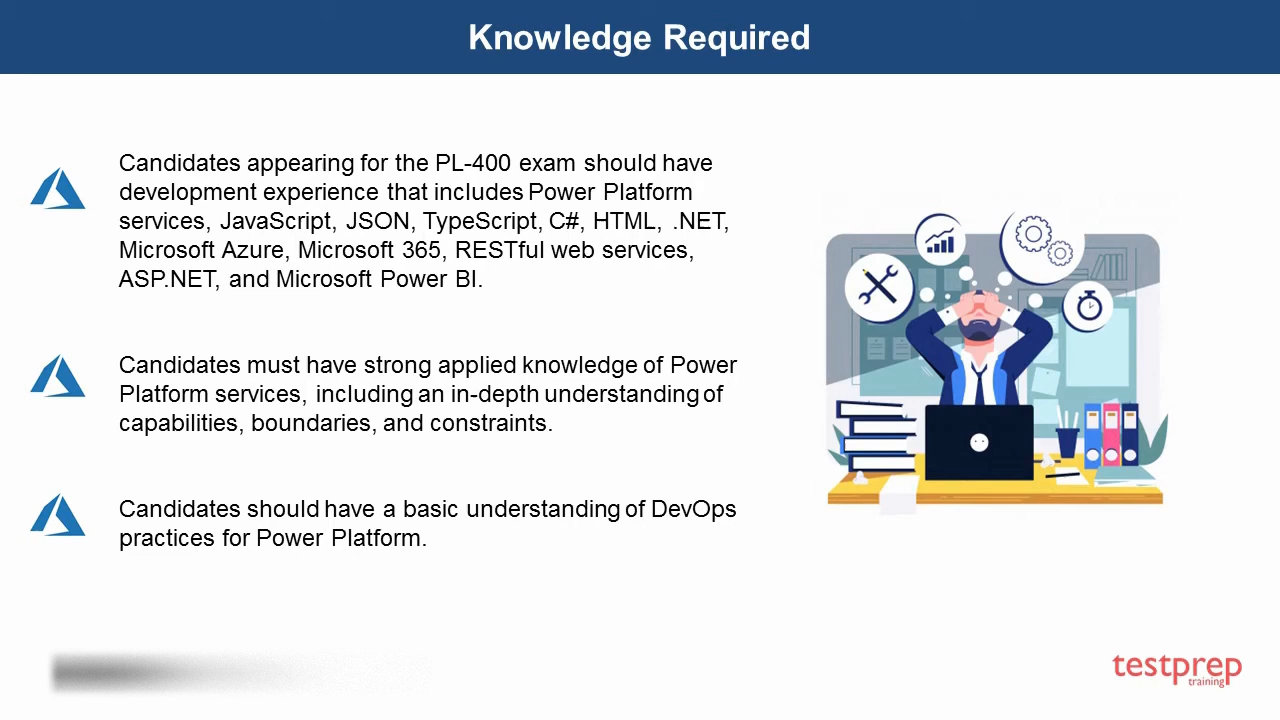 Knowledge Required
Candidates appearing for the PL-400 exam should have
development experience that includes Power Platform
services, JavaScript, JSON, TypeScript, C#, HTML, .NET,
Microsoft Azure, Microsoft 365, RESTful web services,
ASP.NET, and Microsoft Power BI.
Candidates must have strong applied knowledge of Power
Platform services, including an in-depth understanding of
capabilities, boundaries, and constraints.
Candidates should have a basic understanding of DevOps
practices for Power Platform.
testprep
training